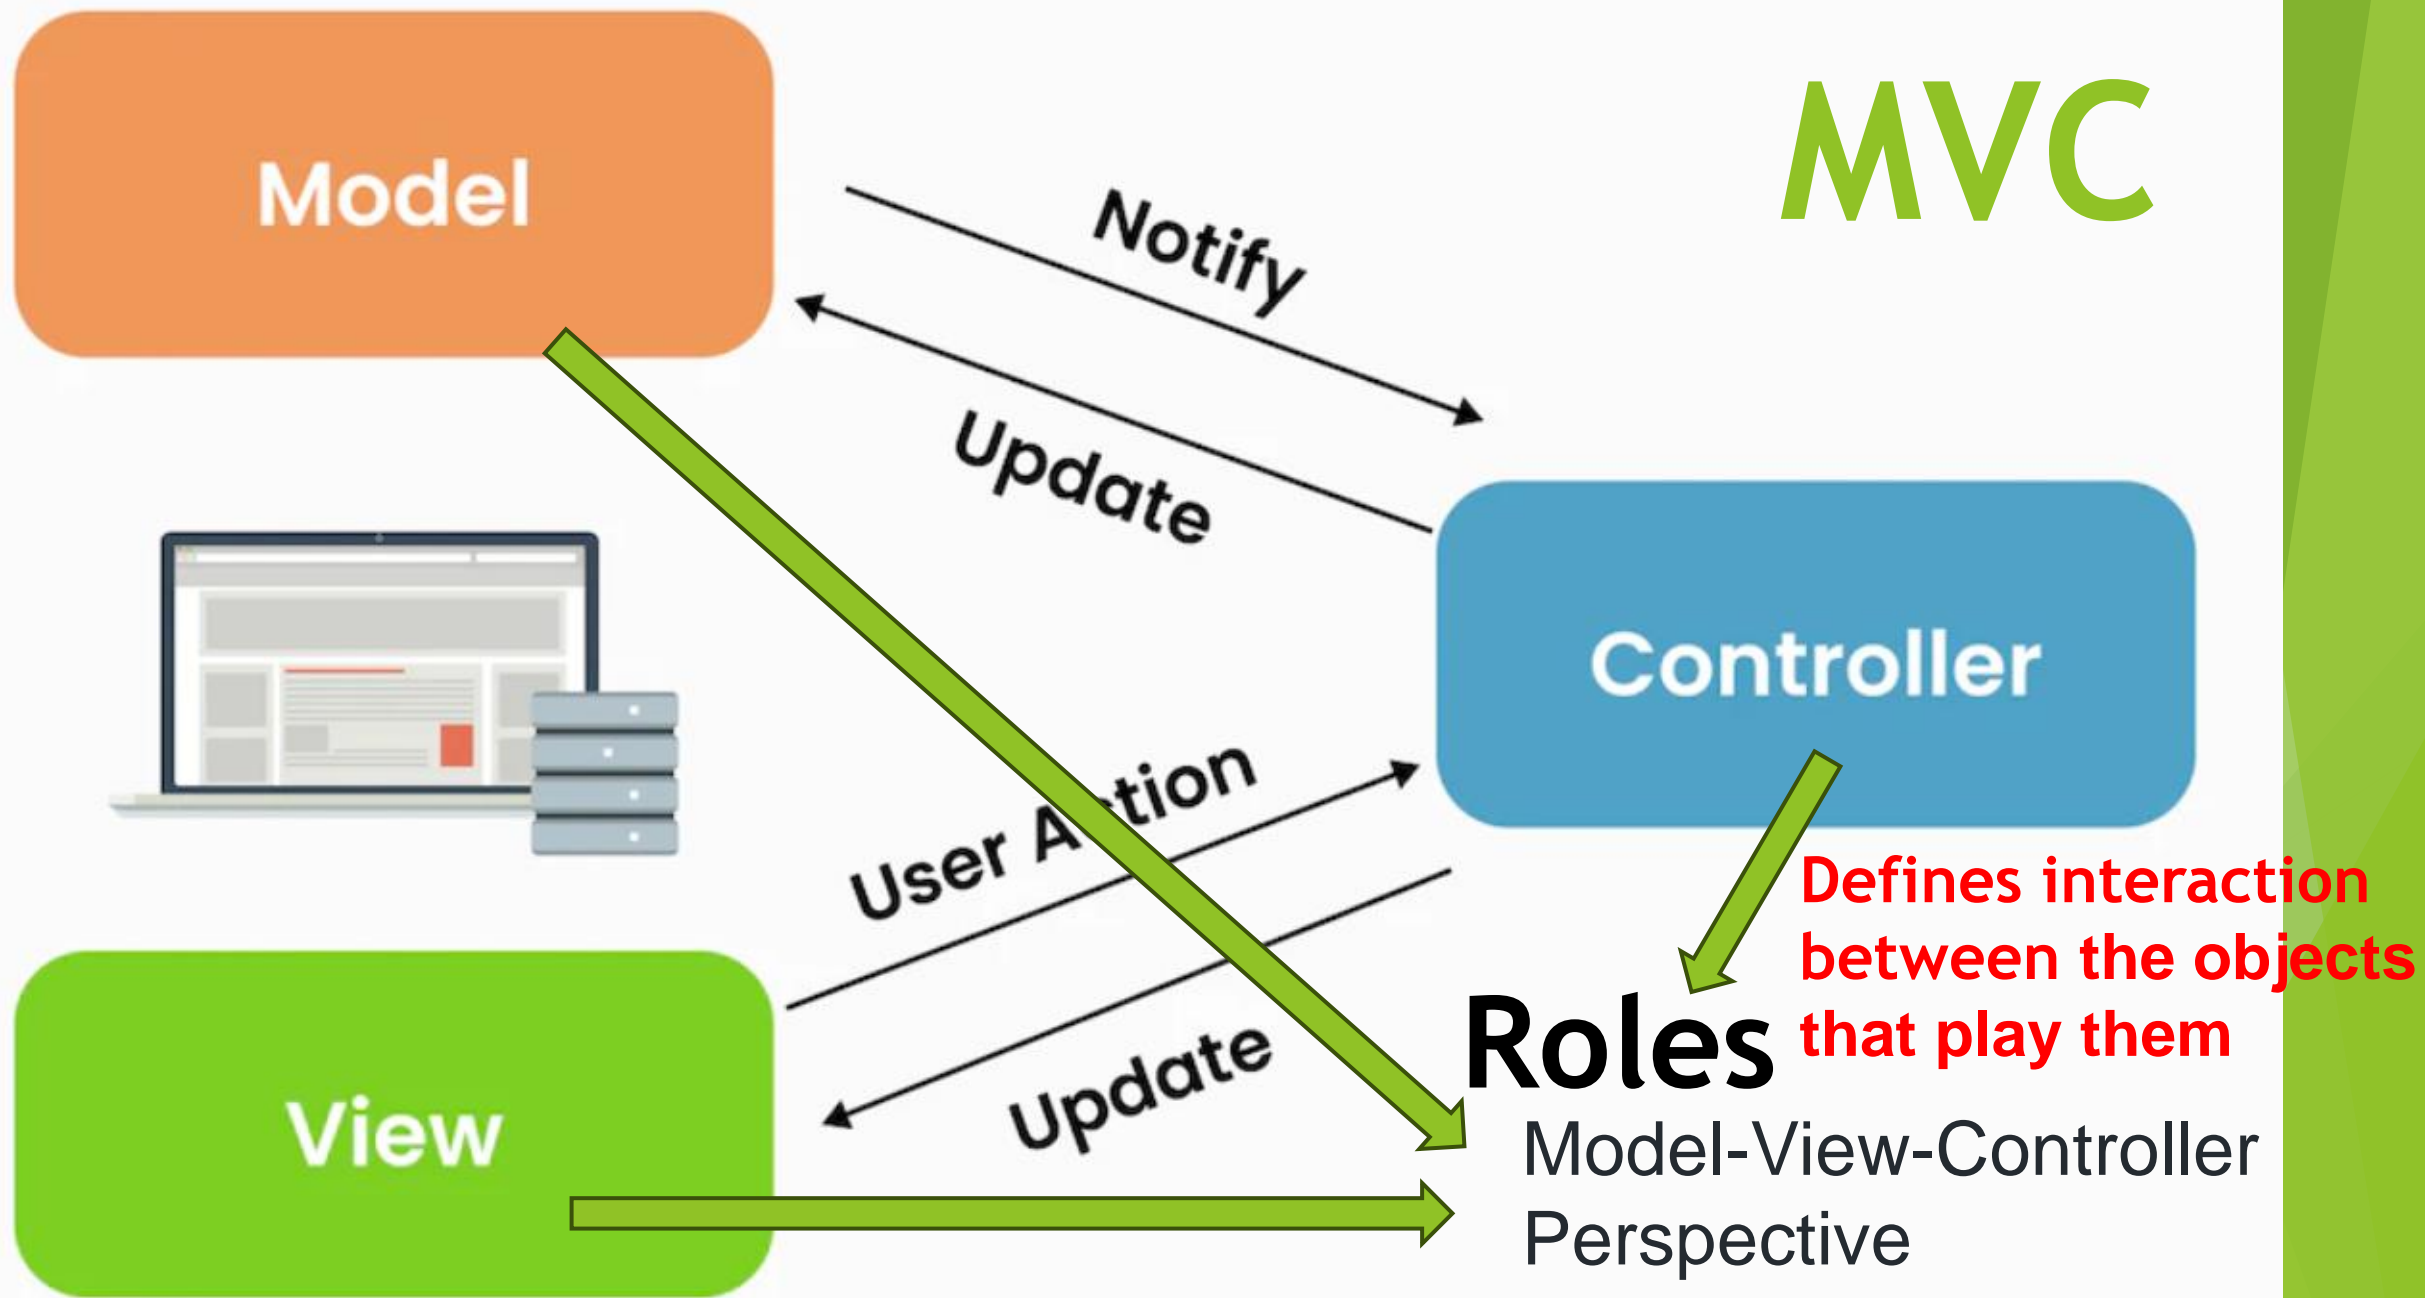 MVC
Model
Notify
Update
Controller
User Action
Update
View
Defines interaction
between the objects
that play them
Roles
Model-View-Controller
Perspective